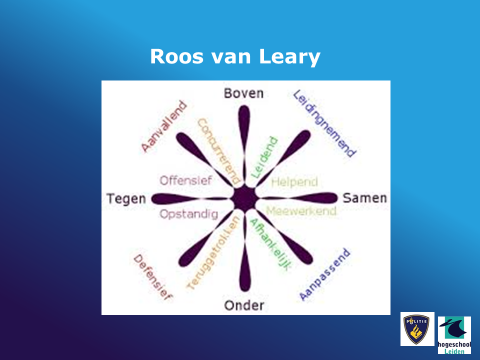 Roos van Leary
Boven
Aanvallend
Leidingnemend
Concurrerend
Leidend
Offensief
Helpend
Tegen
Samen
Opstandig
Meewerkend
Teruggetrokken
Afhankelijk
Defensief
Aanpassend
Onder
POLITIE
hogeschool
Leiden